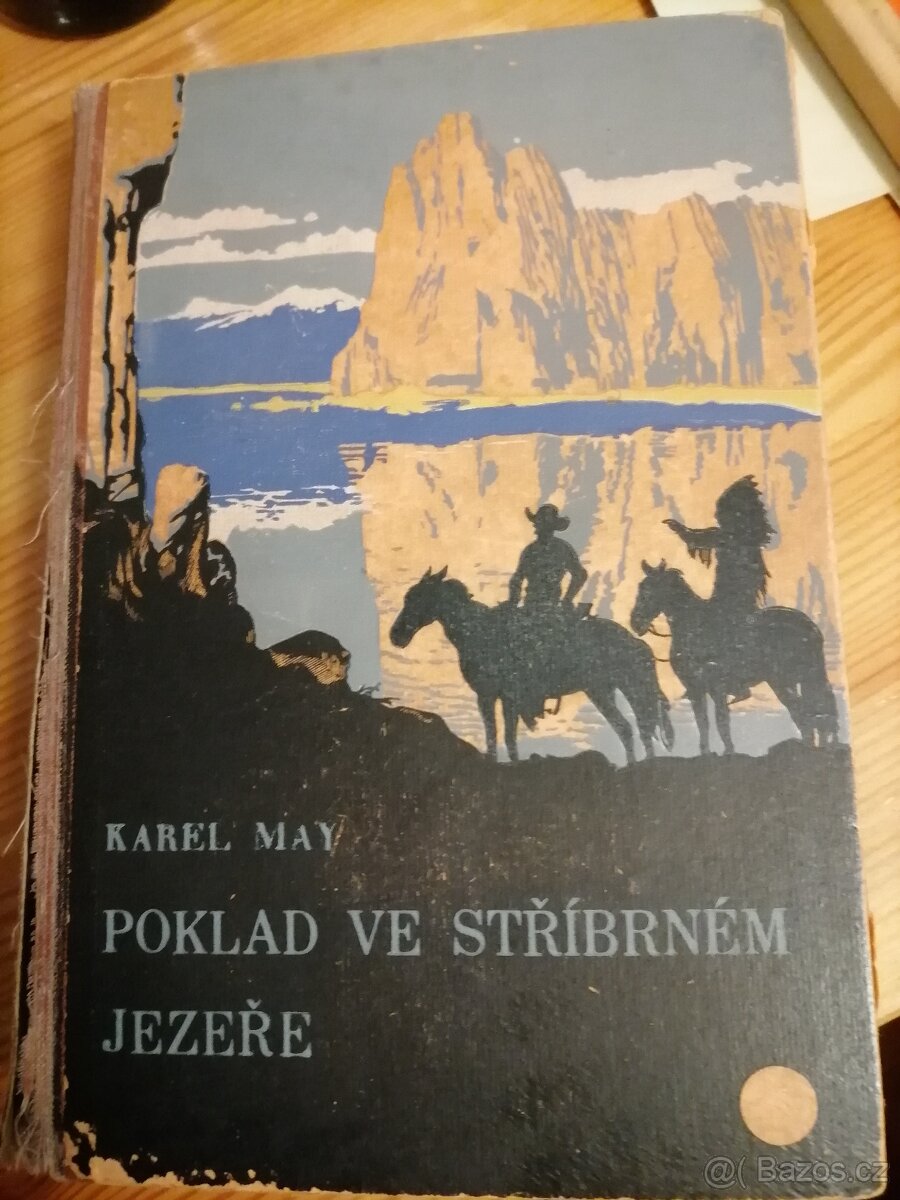 KAREL MAY
POKLAD VE STŘÍBRNÉM
JEZEŘE
@( Bazos.cz